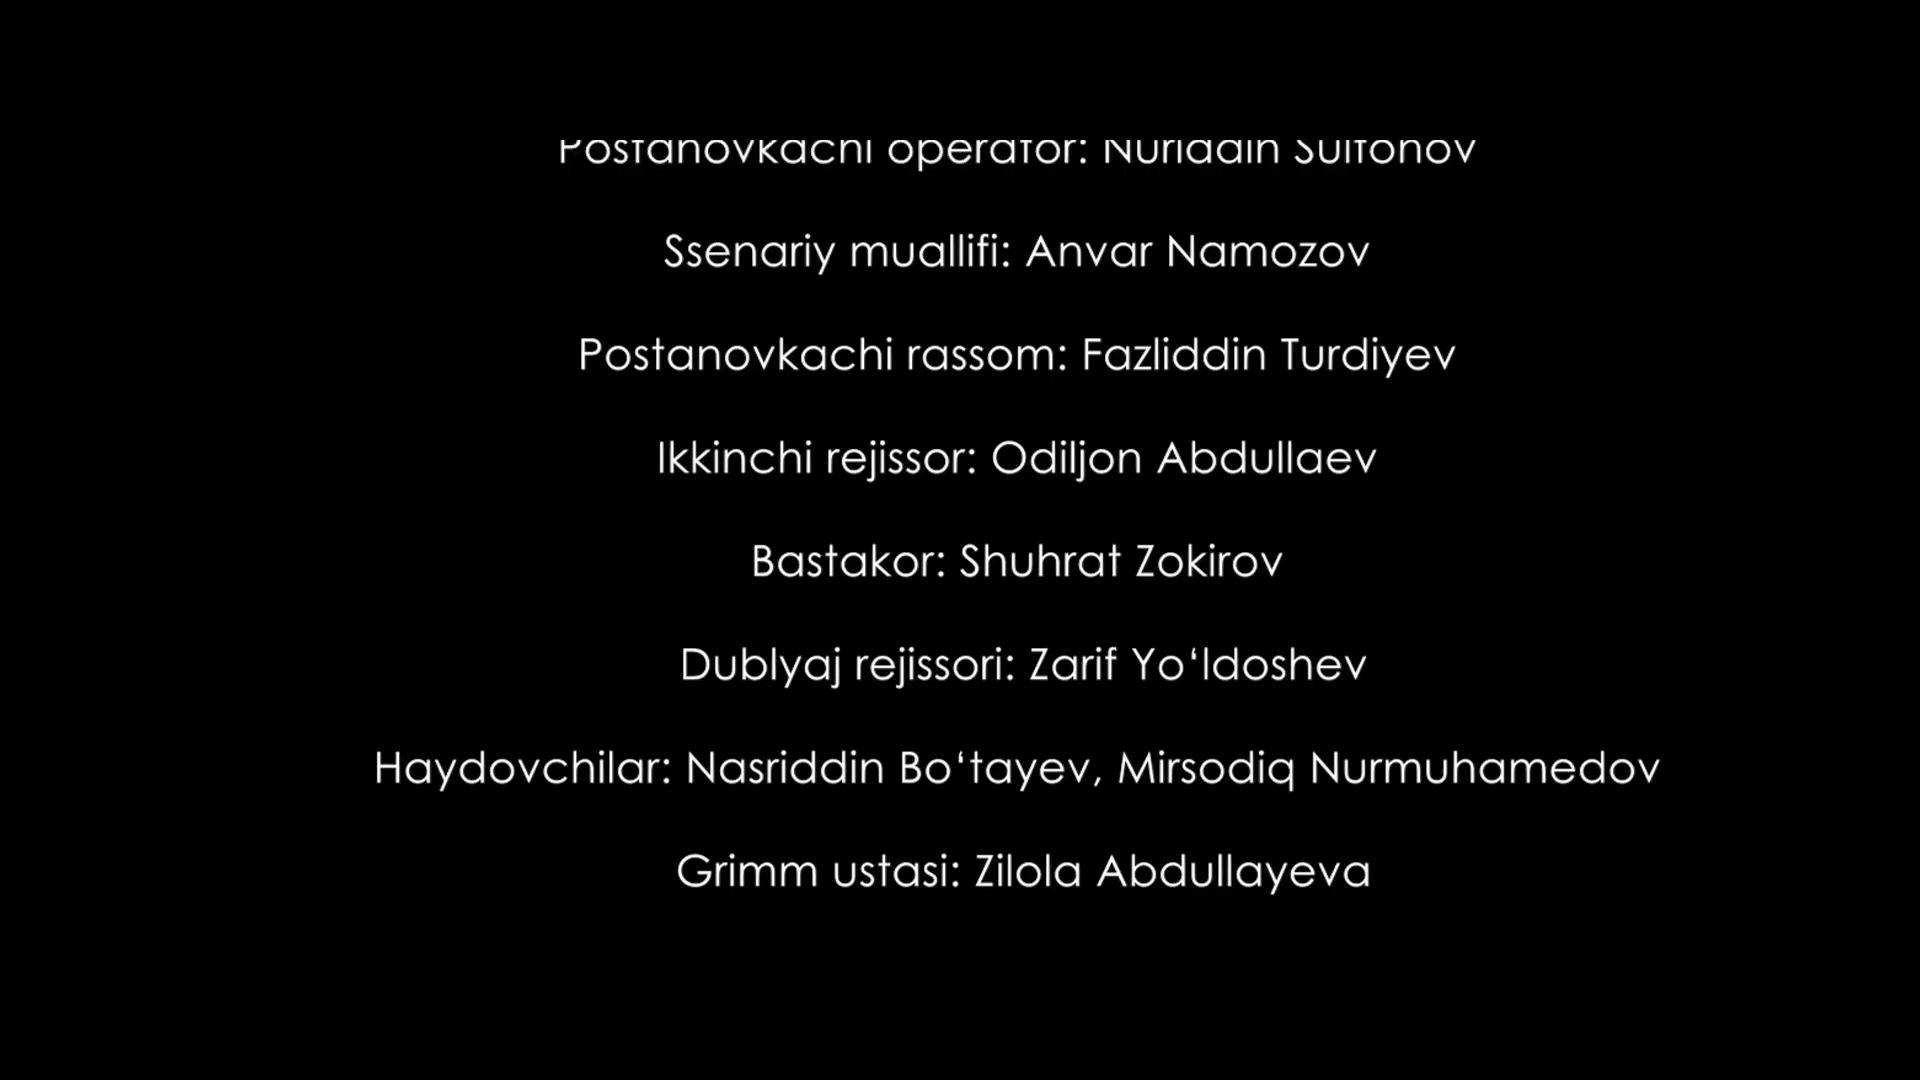 Postanovkachi operator: Nuriddin Sultonov
Ssenariy muallifi: Anvar Namozov
Postanovkachi rassom: Fazliddin Turdiyev
Ikkinchi rejissor: Odiljon Abdullaev
Bastakor: Shuhrat Zokirov
Dublyaj rejissori: Zarif Yo‘ldoshev
Haydovchilar: Nasriddin Bo‘tayev, Mirsodiq Nurmuhamedov
Grimm ustasi: Zilola Abdullayeva